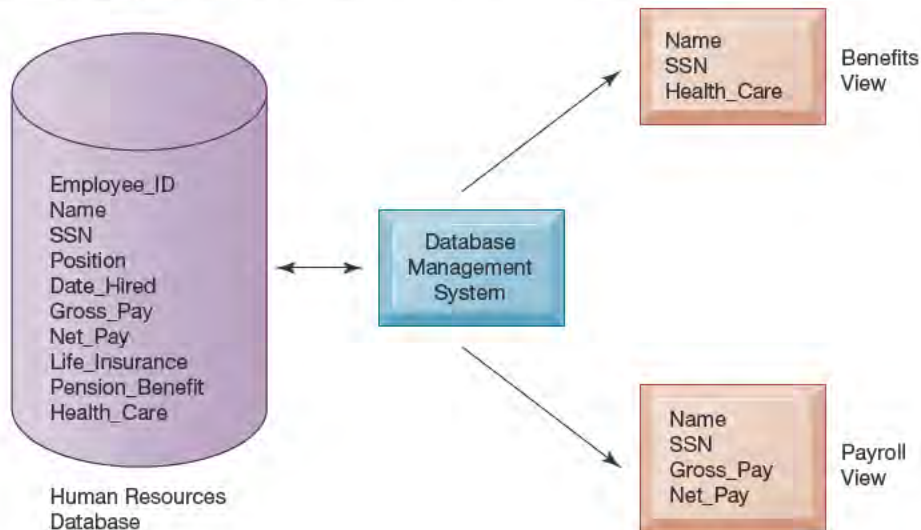 Employee_ID
Name
SSN
Position
Date_Hired
Gross_Pay
Net_Pay
Life_Insurance
Pension_Benefit
Health_Care
Human Resources
Database
Database
Management
System
Name
SSN
Health_Care
Benefits
View
Name
SSN
Gross_Pay
Net_Pay
Payroll
View